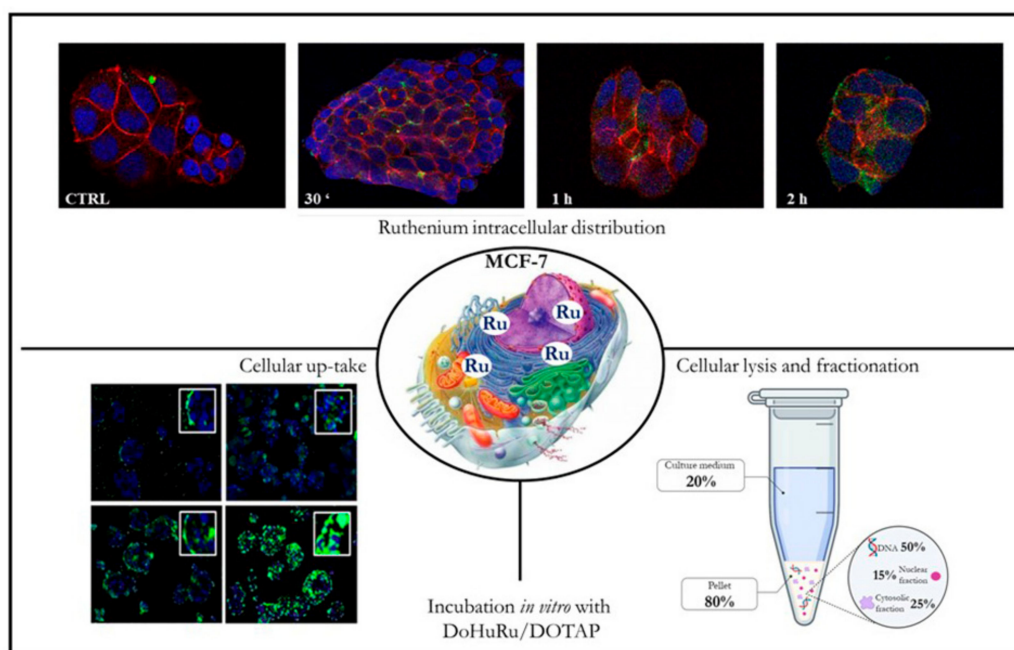 CTRL
30 ‘
1 h
2 h
Ruthenium intracellular distribution
MCF-7
Ru
Ru
Ru
Ru
Cellular up-take
Cellular lysis and fractionation
Culture medium
20%
Pellet
80%
DNA 50%
15% Nuclear
fraction
Cytosolic
fraction 25%
Incubation in vitro with
DoHuRu/DOTAP